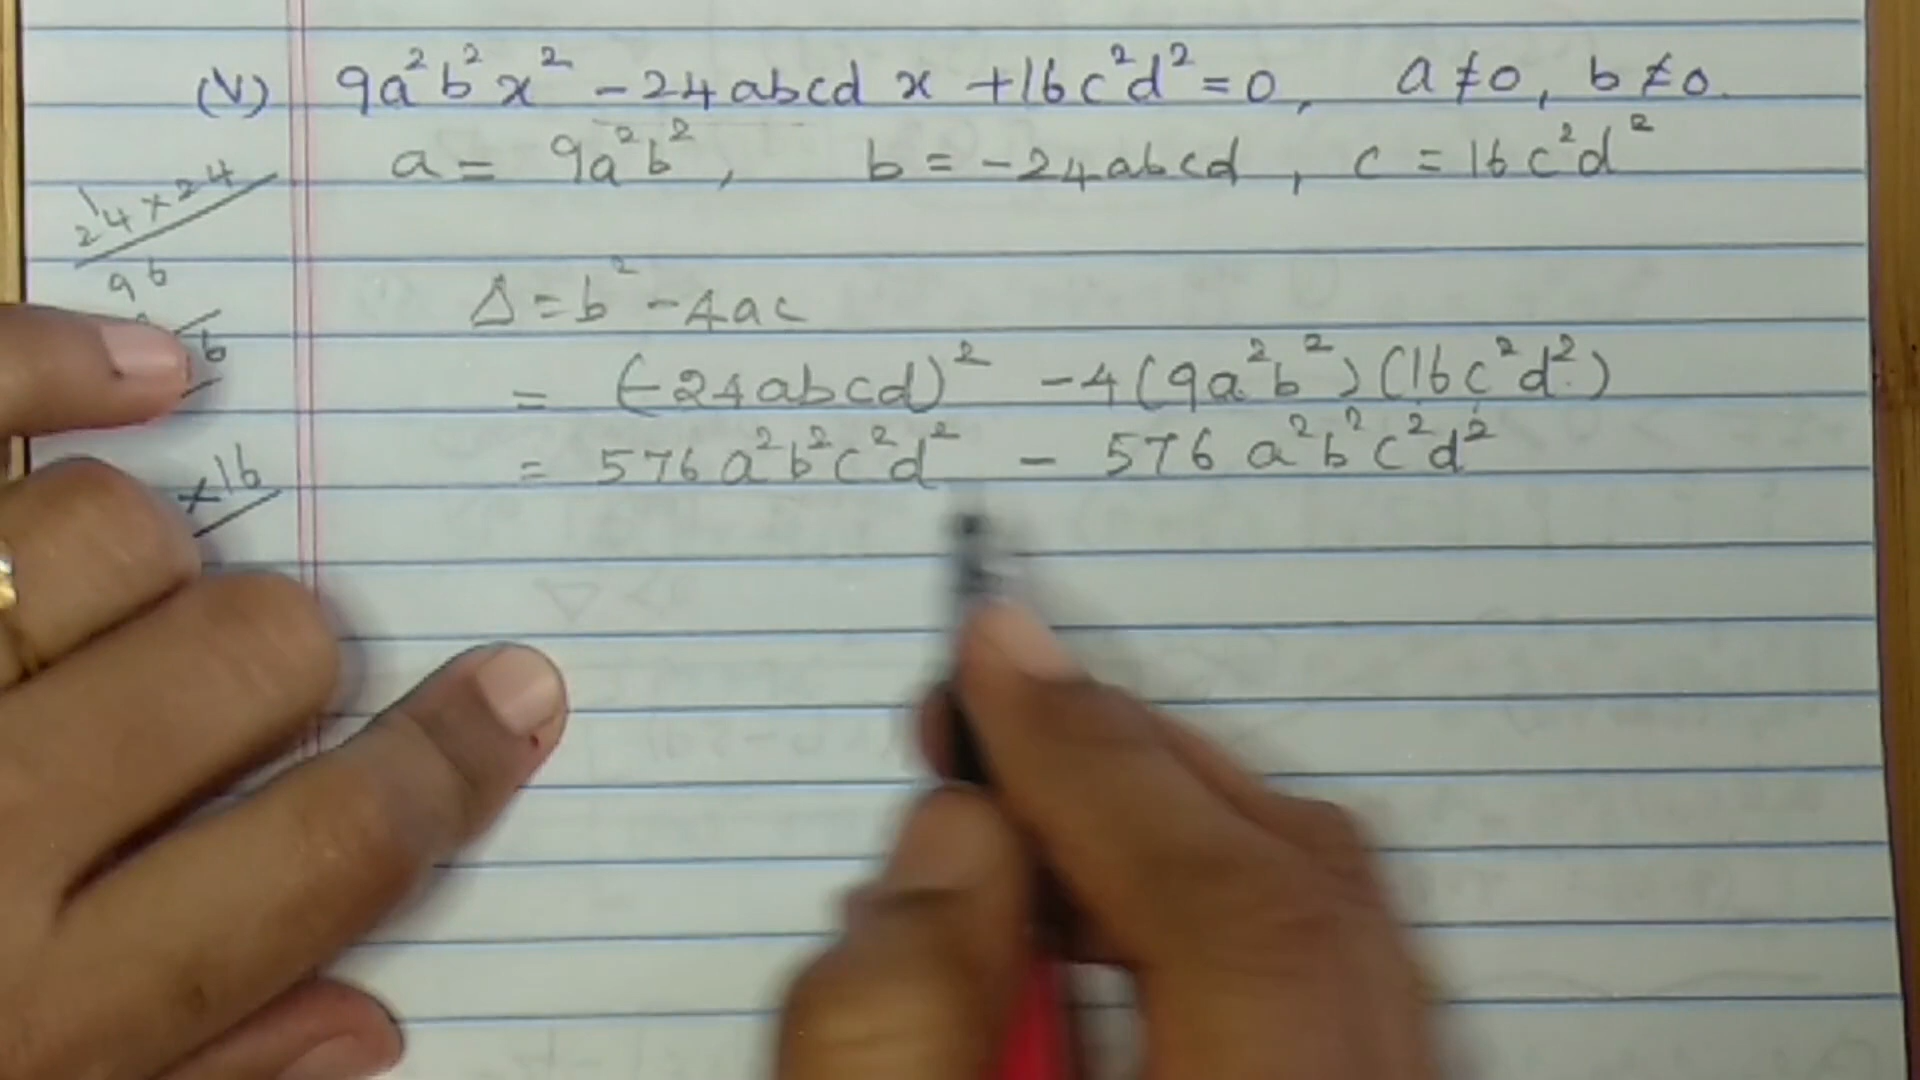 (V) 9a²b²x² - 24abcd x + 16c²d² = 0, a ≠ 0, b ≠ 0.
a = 9a²b², b = -24abcd, c = 16c²d²
24 × 24
96
Δ = b² - 4ac
= (-24abcd)² - 4(9a²b²)(16c²d²)
= 576a²b²c²d² - 576a²b²c²d²
×16